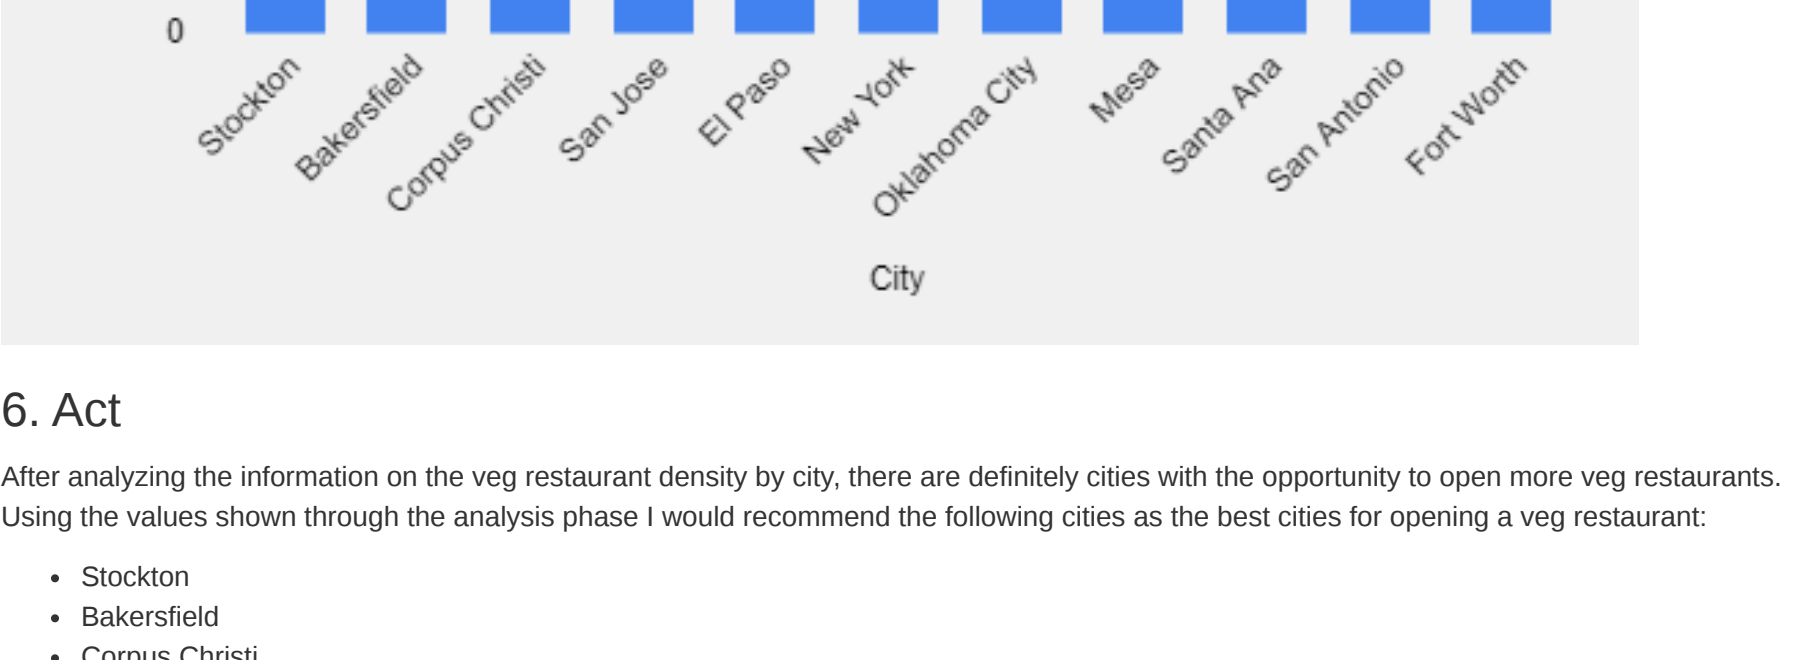 0
Stockton
Bakersfield
Corpus Christi
San Jose
El Paso
New York
Oklahoma City
Mesa
Santa Ana
San Antonio
Fort Worth
City
6. Act
After analyzing the information on the veg restaurant density by city, there are definitely cities with the opportunity to open more veg restaurants.
Using the values shown through the analysis phase I would recommend the following cities as the best cities for opening a veg restaurant:
• Stockton
• Bakersfield
• Corpus Christi